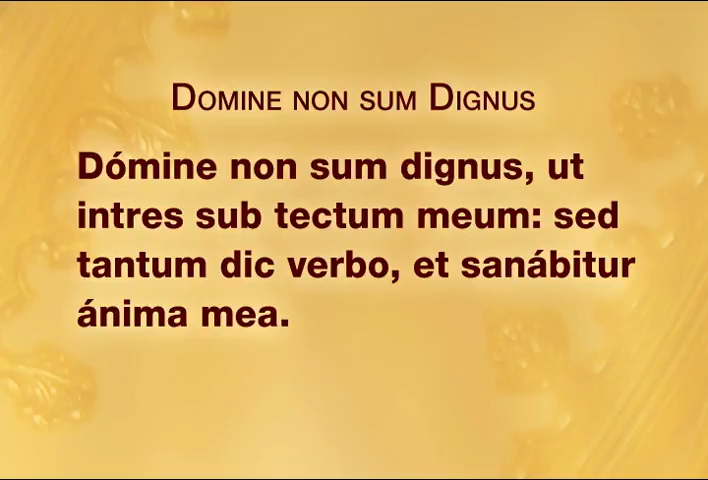 Domine non sum Dignus
Dómine non sum dignus, ut
intres sub tectum meum: sed
tantum dic verbo, et sanábitur
ánima mea.